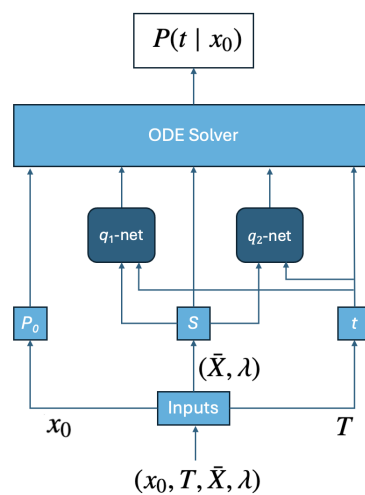 P(t | x₀)
ODE Solver
q₁-net
q₂-net
P₀
S
t
(X̄, λ)
Inputs
x₀
T
(x₀, T, X̄, λ)